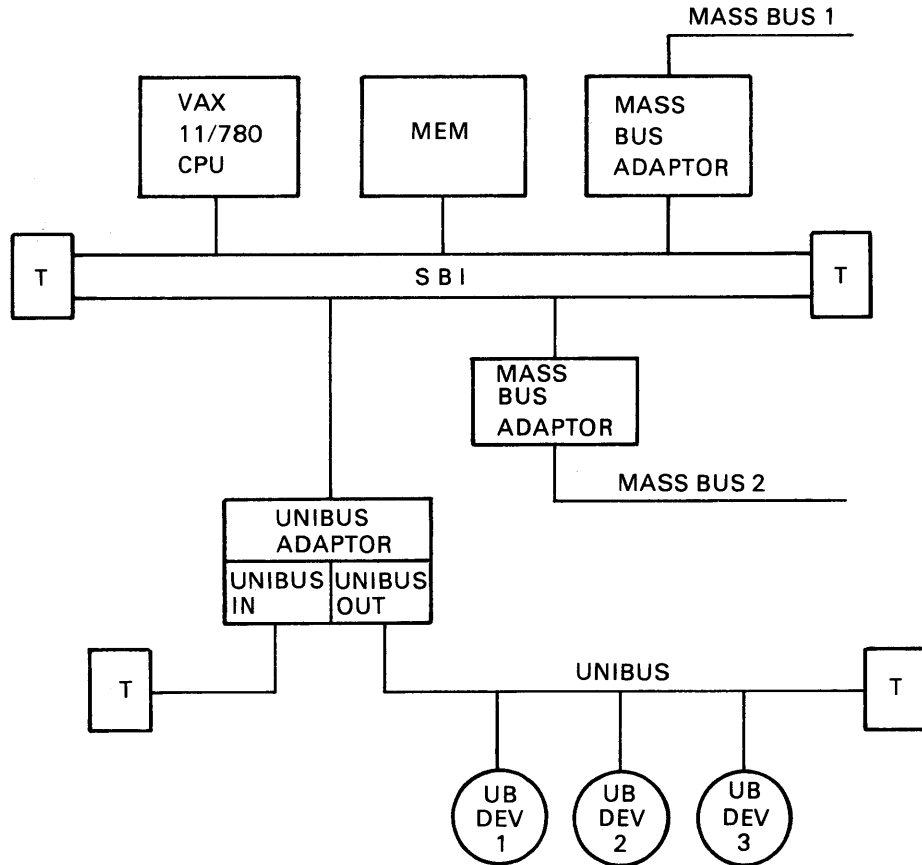 MASS BUS 1
VAX
11/780
CPU
MEM
MASS
BUS
ADAPTOR
T
SBI
T
MASS
BUS
ADAPTOR
MASS BUS 2
UNIBUS
ADAPTOR
UNIBUS
IN
UNIBUS
OUT
T
UNIBUS
T
UB
DEV
1
UB
DEV
2
UB
DEV
3